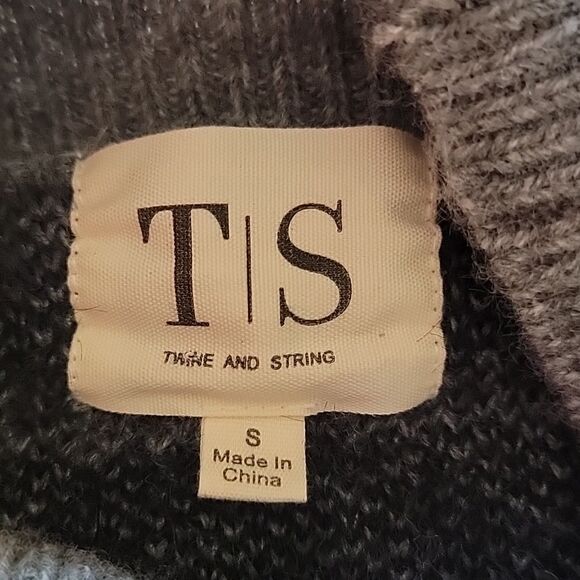 T|S
TWINE AND STRING
S
Made In
China